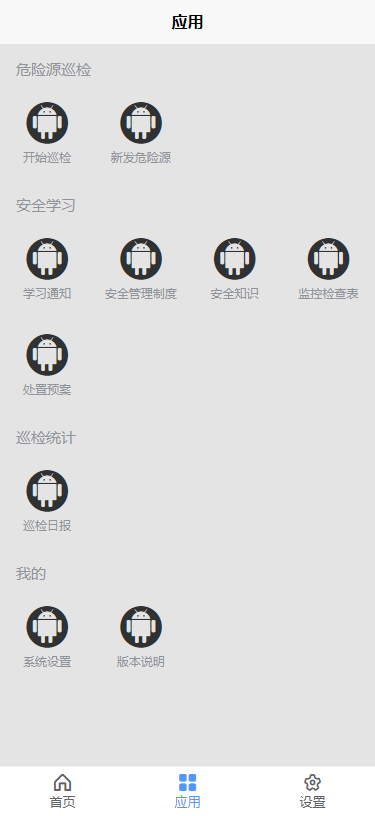 应用
危险源巡检
开始巡检 新发危险源
安全学习
学习通知 安全管理制度 安全知识 监控检查表
处置预案
巡检统计
巡检日报
我的
系统设置 版本说明
首页 应用 设置